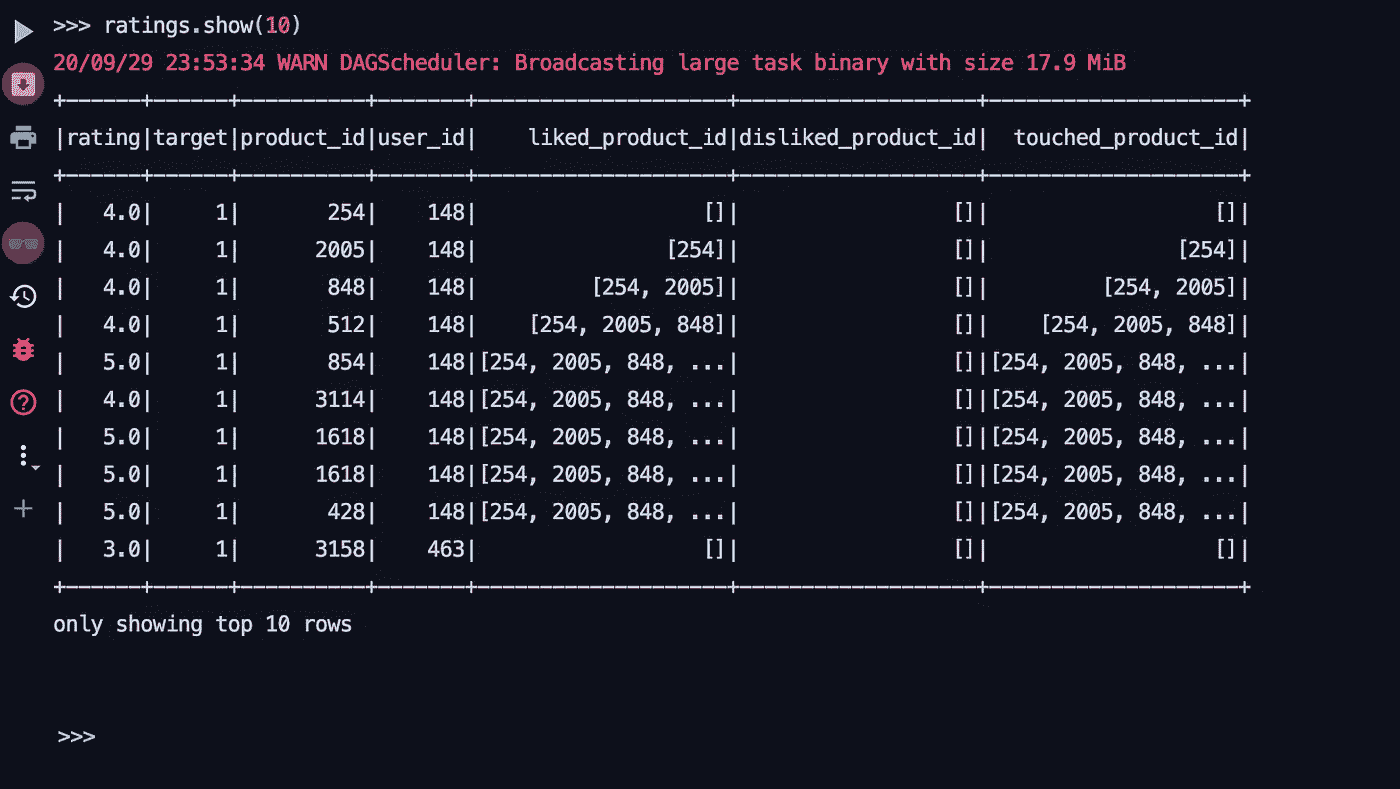 >>> ratings.show(10)
20/09/29 23:53:34 WARN DAGScheduler: Broadcasting large task binary with size 17.9 MiB
+------+------+----------+-------+--------------------+-------------------+--------------------+
|rating|target|product_id|user_id|    liked_product_id|disliked_product_id|  touched_product_id|
+------+------+----------+-------+--------------------+-------------------+--------------------+
|   4.0|     1|       254|    148|                  []|                 []|                  []|
|   4.0|     1|      2005|    148|               [254]|                 []|               [254]|
|   4.0|     1|       848|    148|         [254, 2005]|                 []|         [254, 2005]|
|   4.0|     1|       512|    148|    [254, 2005, 848]|                 []|    [254, 2005, 848]|
|   5.0|     1|       854|    148|[254, 2005, 848, ...|                 []|[254, 2005, 848, ...|
|   4.0|     1|      3114|    148|[254, 2005, 848, ...|                 []|[254, 2005, 848, ...|
|   5.0|     1|      1618|    148|[254, 2005, 848, ...|                 []|[254, 2005, 848, ...|
|   5.0|     1|      1618|    148|[254, 2005, 848, ...|                 []|[254, 2005, 848, ...|
|   5.0|     1|       428|    148|[254, 2005, 848, ...|                 []|[254, 2005, 848, ...|
|   3.0|     1|      3158|    463|                  []|                 []|                  []|
+------+------+----------+-------+--------------------+-------------------+--------------------+
only showing top 10 rows
>>>